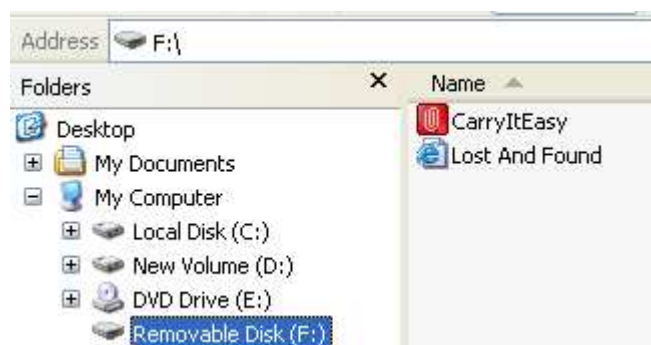 Address F:\
Folders
Desktop
My Documents
My Computer
Local Disk (C:)
New Volume (D:)
DVD Drive (E:)
Removable Disk (F:)
Name
CarryItEasy
Lost And Found